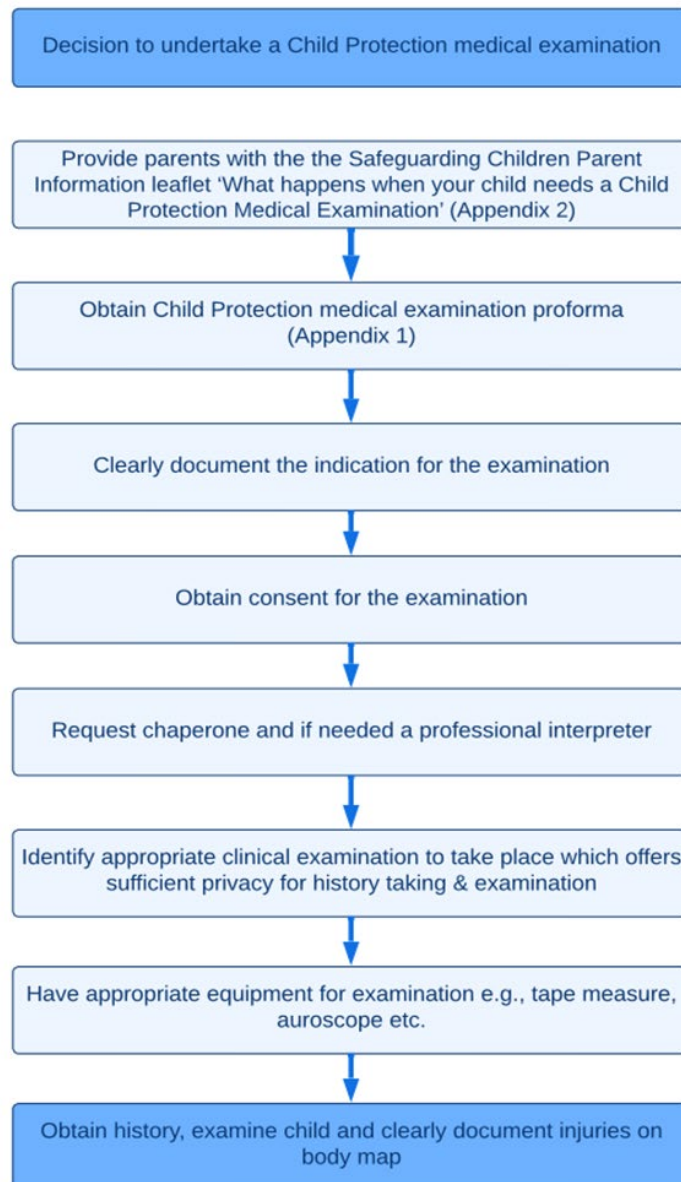 Decision to undertake a Child Protection medical examination
Provide parents with the the Safeguarding Children Parent
Information leaflet ‘What happens when your child needs a Child
Protection Medical Examination’ (Appendix 2)
Obtain Child Protection medical examination proforma
(Appendix 1)
Clearly document the indication for the examination
Obtain consent for the examination
Request chaperone and if needed a professional interpreter
Identify appropriate clinical examination to take place which offers
sufficient privacy for history taking & examination
Have appropriate equipment for examination e.g., tape measure,
auroscope etc.
Obtain history, examine child and clearly document injuries on
body map